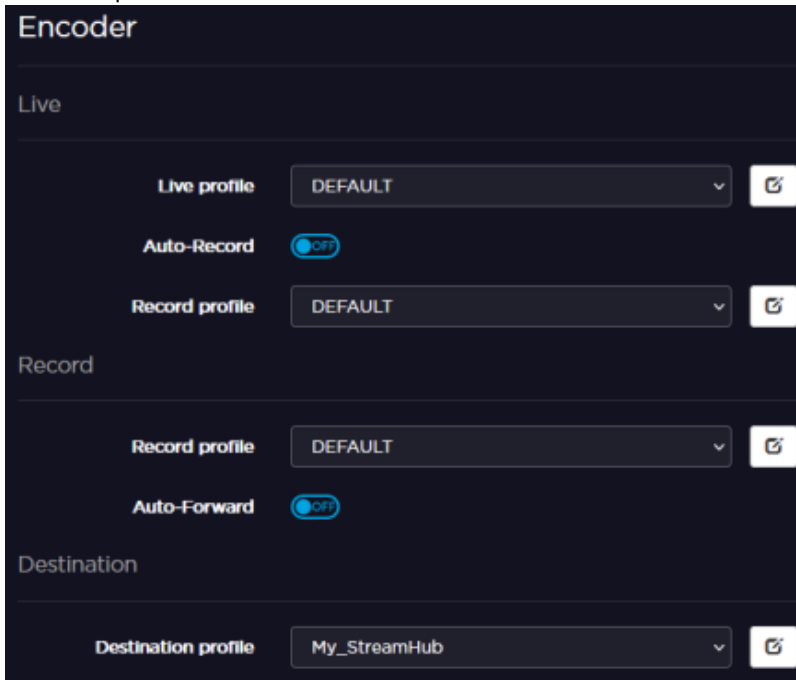 Encoder
Live
Live profile DEFAULT
Auto-Record OFF
Record profile DEFAULT
Record
Record profile DEFAULT
Auto-Forward OFF
Destination
Destination profile My_StreamHub